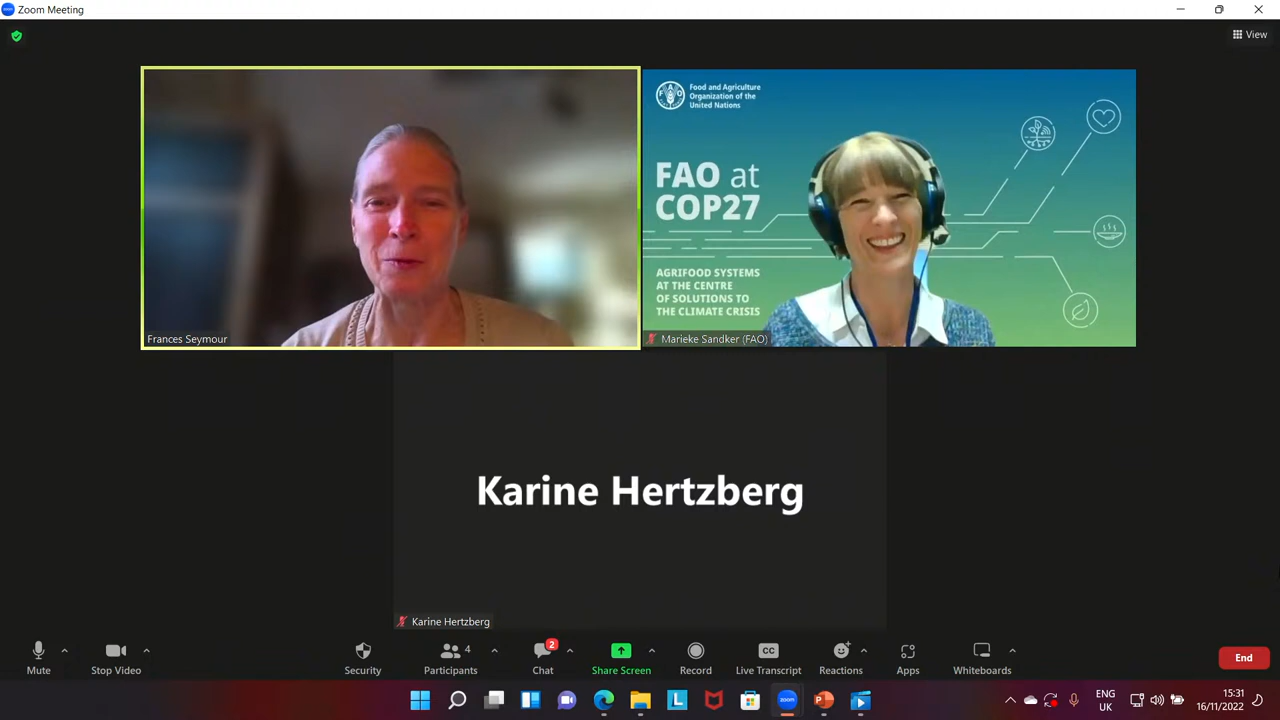 Zoom Meeting
View
Food and Agriculture
Organization of the
United Nations
FAO at
COP27
AGRIFOOD SYSTEMS
AT THE CENTRE
OF SOLUTIONS TO
THE CLIMATE CRISIS
Frances Seymour
Marieke Sandker (FAO)
Karine Hertzberg
Karine Hertzberg
Mute
Stop Video
Security
4
Participants
2
Chat
Share Screen
Record
CC
Live Transcript
Reactions
Apps
Whiteboards
End
L
zoom
P
ENG
UK
15:31
16/11/2022